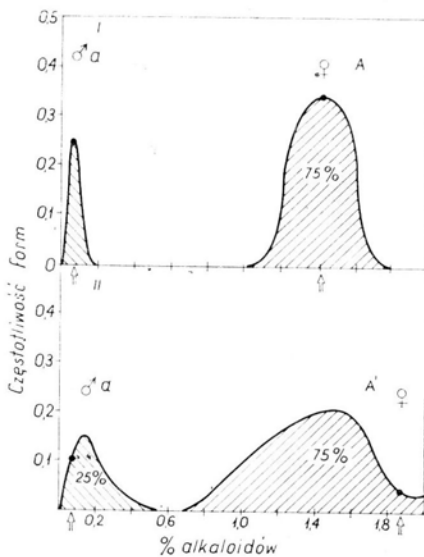 0,5
I
♂ a
♀ A
0,4
0,3
0,2
75%
0,1
0
II
Częstotliwość form
0,4
0,3
♂ a
A' ♀
0,2
75%
0,1
25%
0,2 0,6 1,0 1,4 1,8
% alkaloidów